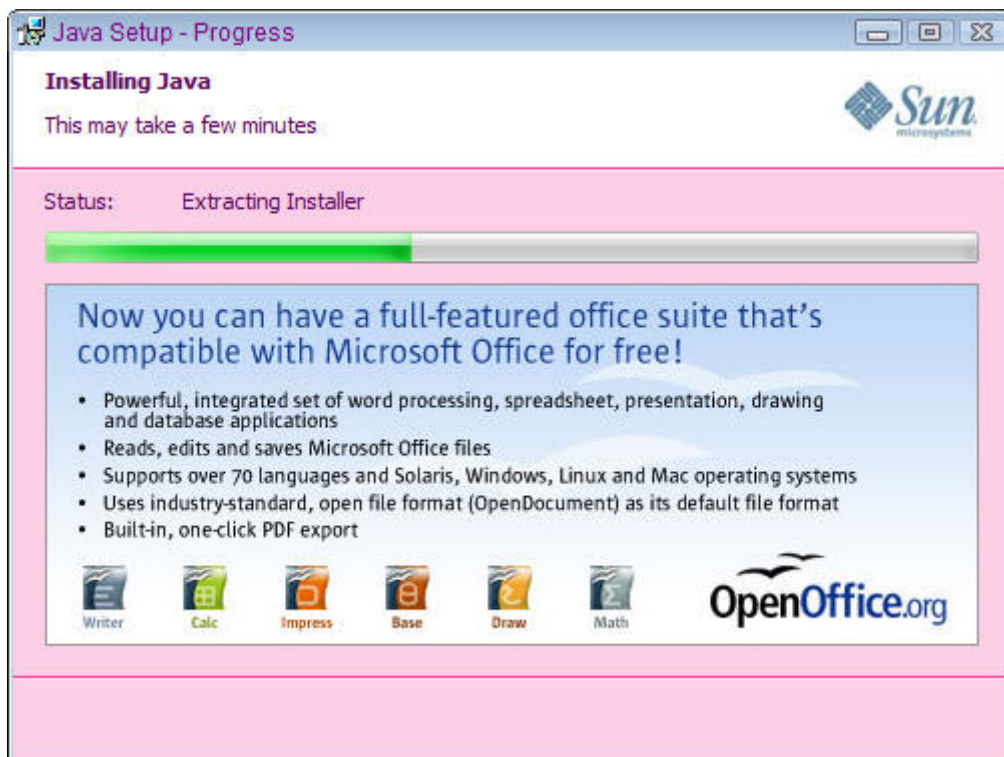 Java Setup - Progress
Installing Java
This may take a few minutes
Sun
microsystems
Status: Extracting Installer
Now you can have a full-featured office suite that's
compatible with Microsoft Office for free!
• Powerful, integrated set of word processing, spreadsheet, presentation, drawing
and database applications
• Reads, edits and saves Microsoft Office files
• Supports over 70 languages and Solaris, Windows, Linux and Mac operating systems
• Uses industry-standard, open file format (OpenDocument) as its default file format
• Built-in, one-click PDF export
Writer Calc Impress Base Draw Math
OpenOffice.org